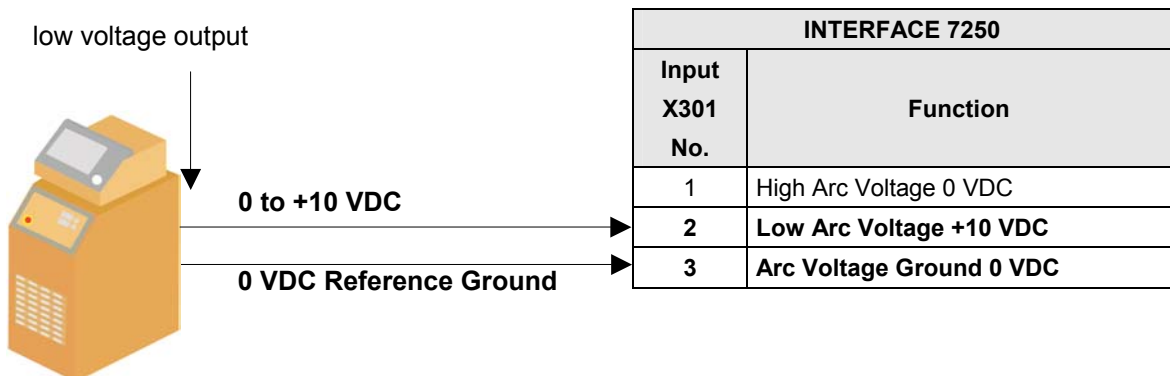 low voltage output
0 to +10 VDC
0 VDC Reference Ground
INTERFACE 7250
Input
X301
No.
Function
1 High Arc Voltage 0 VDC
2 Low Arc Voltage +10 VDC
3 Arc Voltage Ground 0 VDC